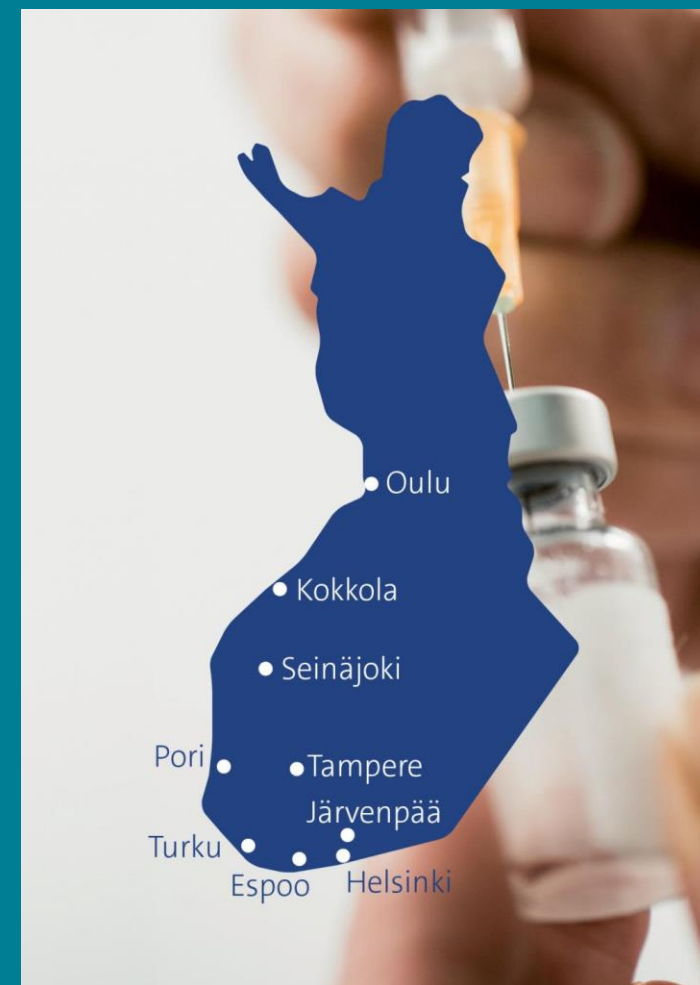 Oulu
Kokkola
Seinäjoki
Pori
Tampere
Järvenpää
Turku
Espoo
Helsinki